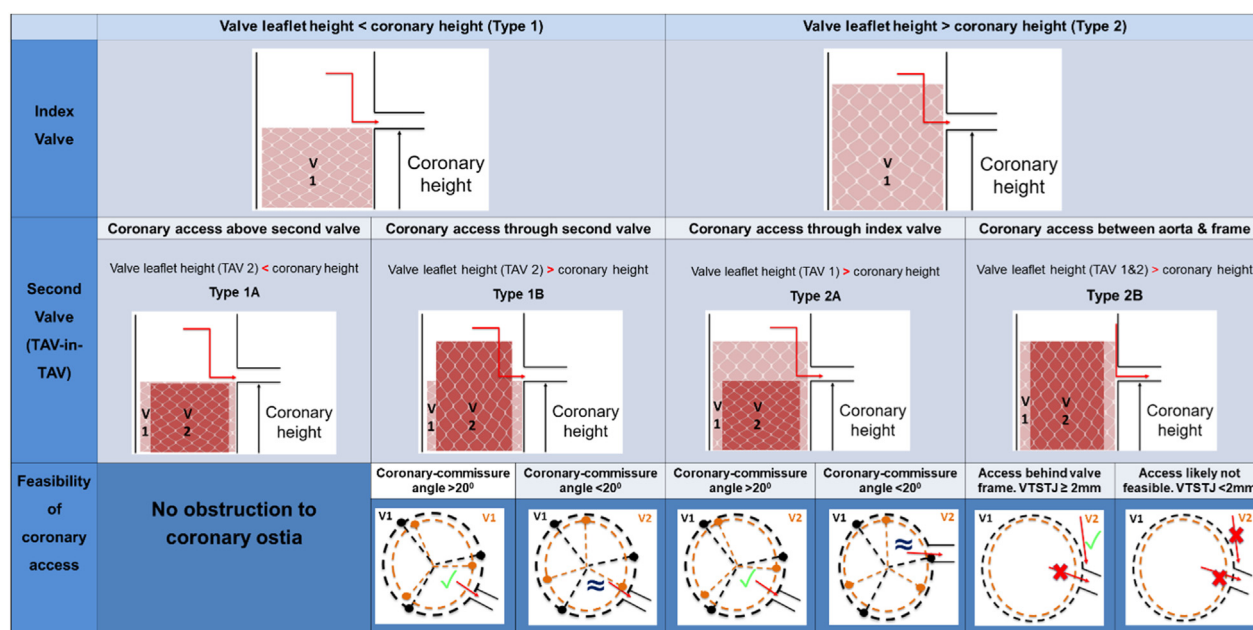 Valve leaflet height < coronary height (Type 1)
Valve leaflet height > coronary height (Type 2)
Index
Valve
V
1
Coronary
height
V
1
Coronary
height
Coronary access above second valve
Coronary access through second valve
Coronary access through index valve
Coronary access between aorta & frame
Second
Valve
(TAV-in-
TAV)
Valve leaflet height (TAV 2) < coronary height
Type 1A
V
1
V
2
Coronary
height
Valve leaflet height (TAV 2) > coronary height
Type 1B
V
1
V
2
Coronary
height
Valve leaflet height (TAV 1) > coronary height
Type 2A
V
1
V
2
Coronary
height
Valve leaflet height (TAV 1&2) > coronary height
Type 2B
V
1
V
2
Coronary
height
Feasibility
of
coronary
access
No obstruction to
coronary ostia
Coronary-commissure
angle >20⁰
V1
V1
Coronary-commissure
angle <20⁰
V1
V2
≈
Coronary-commissure
angle >20⁰
V1
V2
Coronary-commissure
angle <20⁰
V1
V2
≈
Access behind valve
frame. VTSTJ ≥ 2mm
V1
V2
Access likely not
feasible. VTSTJ <2mm
V1
V2